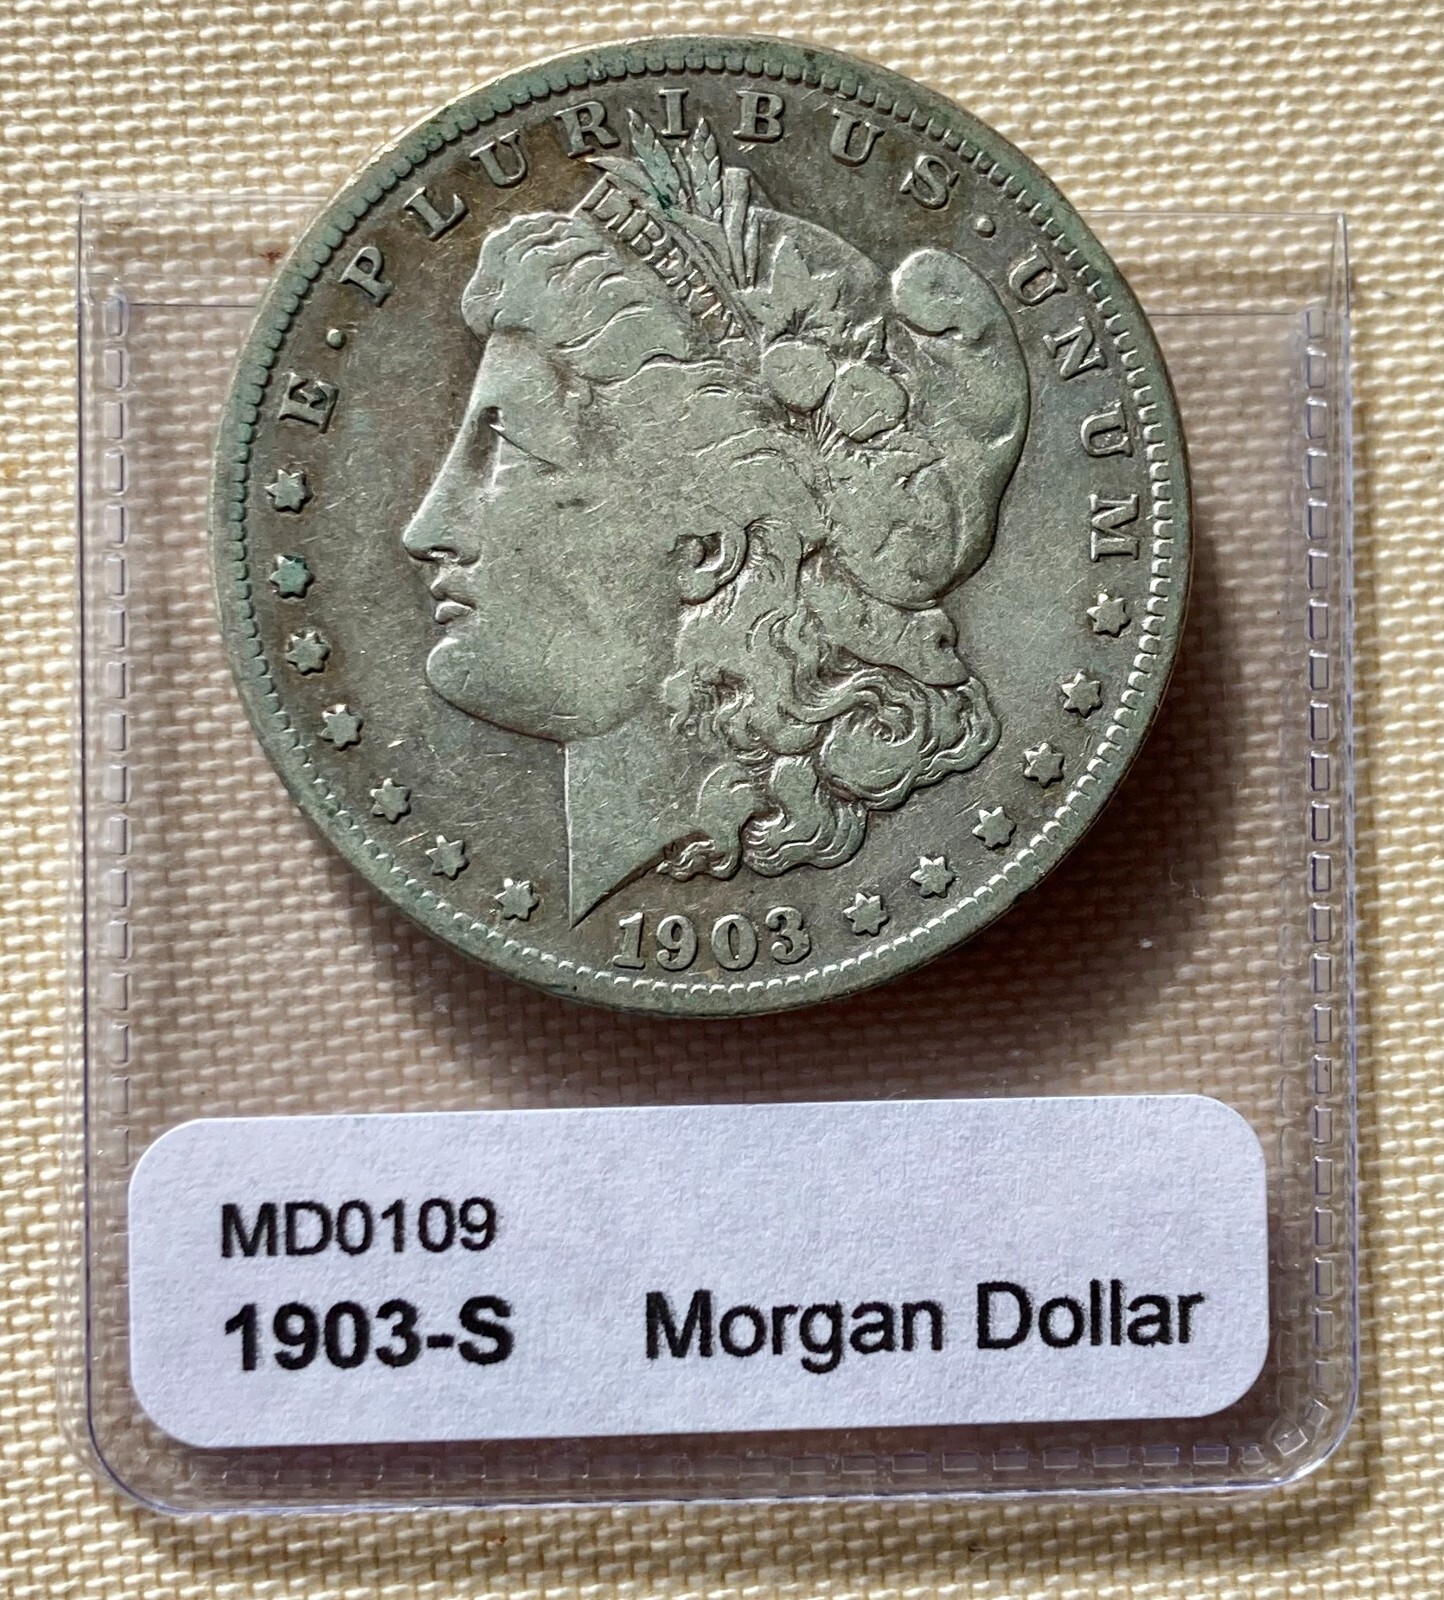 E · PLURIBUS · UNUM
LIBERTY
1903
MD0109
1903-S Morgan Dollar